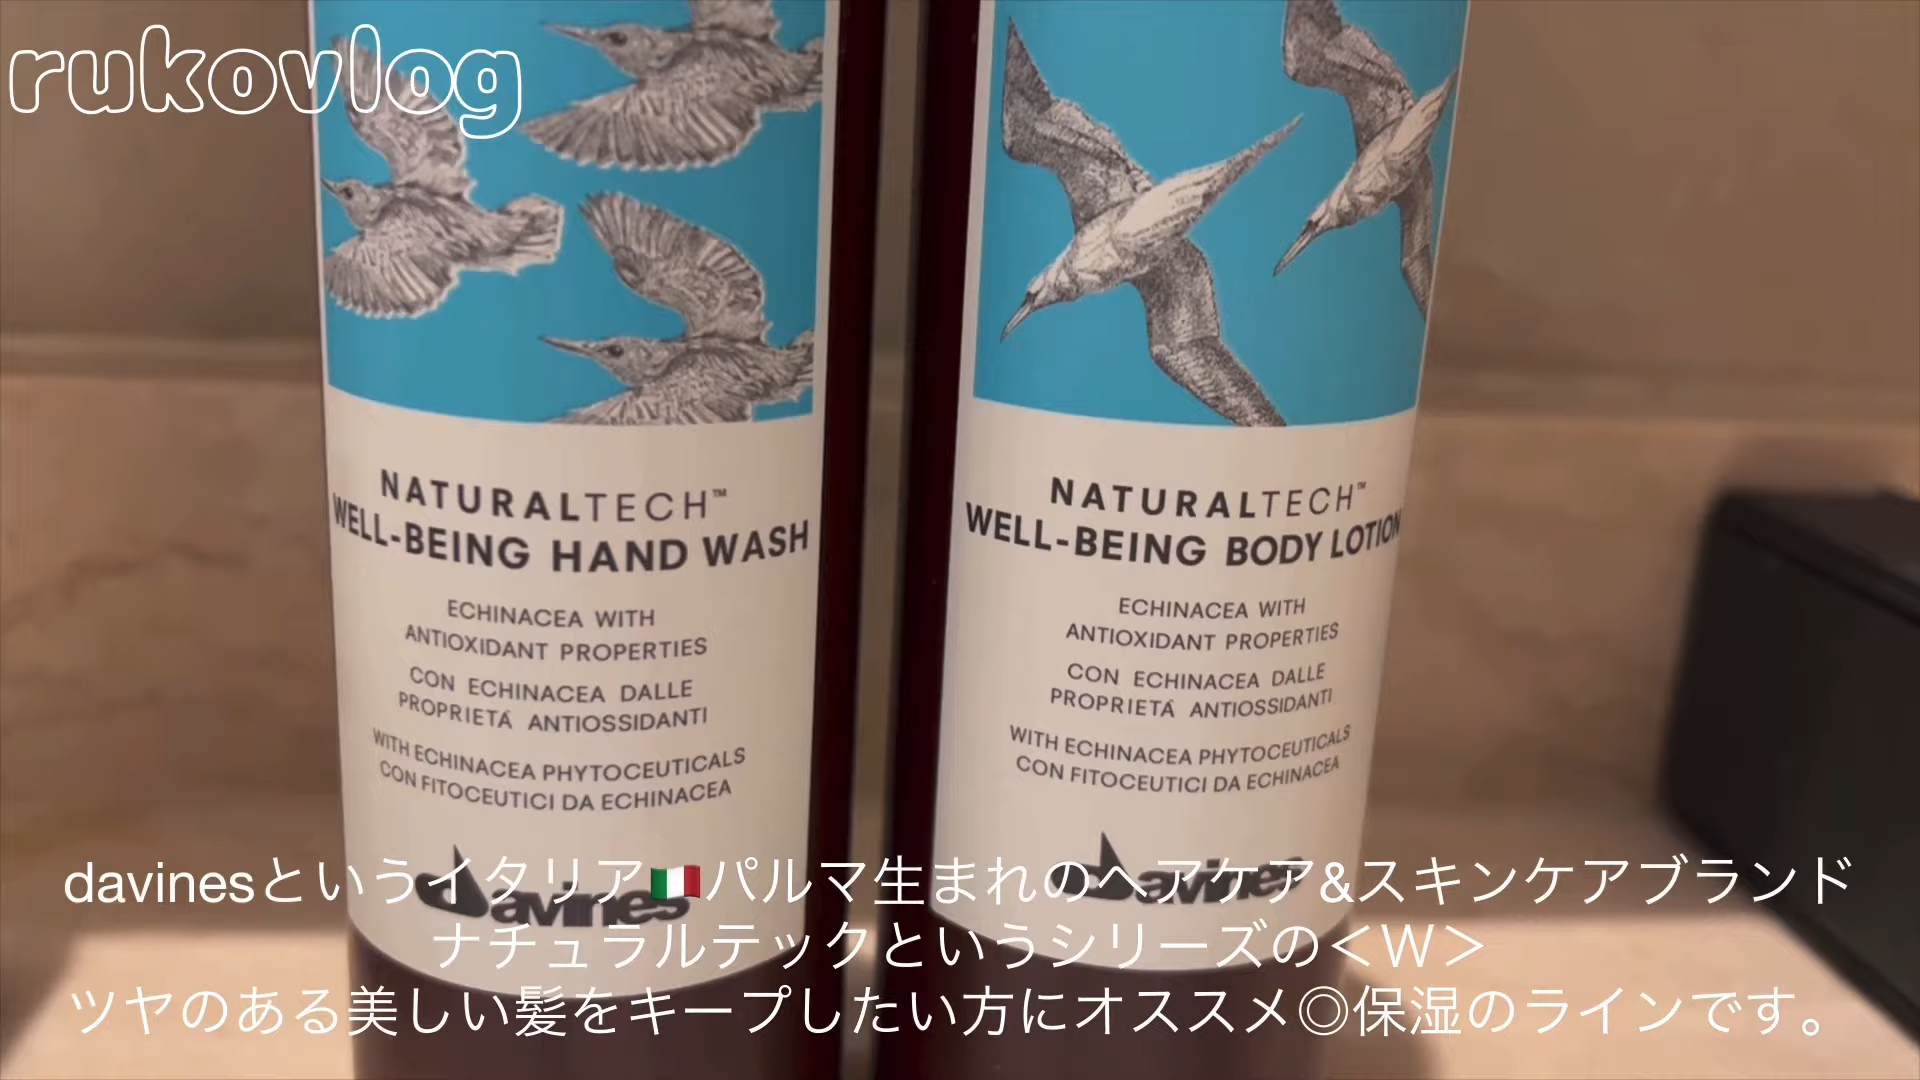 rukovlog
NATURALTECH™
WELL-BEING HAND WASH
ECHINACEA WITH
ANTIOXIDANT PROPERTIES
CON ECHINACEA DALLE
PROPRIETÀ ANTIOSSIDANTI
WITH ECHINACEA PHYTOCEUTICALS
CON FITOCEUTICI DA ECHINACEA
davines
NATURALTECH™
WELL-BEING BODY LOTION
ECHINACEA WITH
ANTIOXIDANT PROPERTIES
CON ECHINACEA DALLE
PROPRIETÀ ANTIOSSIDANTI
WITH ECHINACEA PHYTOCEUTICALS
CON FITOCEUTICI DA ECHINACEA
davines
davinesというイタリア🇮🇹パルマ生まれのヘアケア&スキンケアブランド
ナチュラルテックというシリーズの＜W＞
ツヤのある美しい髪をキープしたい方にオススメ◎保湿のラインです。